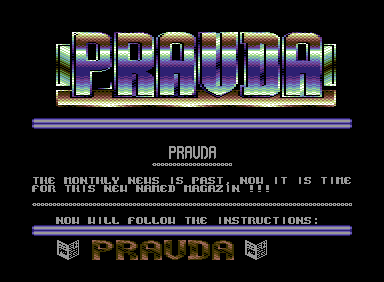 PRAVDA
PRAVDA
THE MONTHLY NEWS IS PAST, NOW IT IS TIME
FOR THIS NEW NAMED MAGAZIN !!!
NOW WILL FOLLOW THE INSTRUCTIONS:
PRAVDA